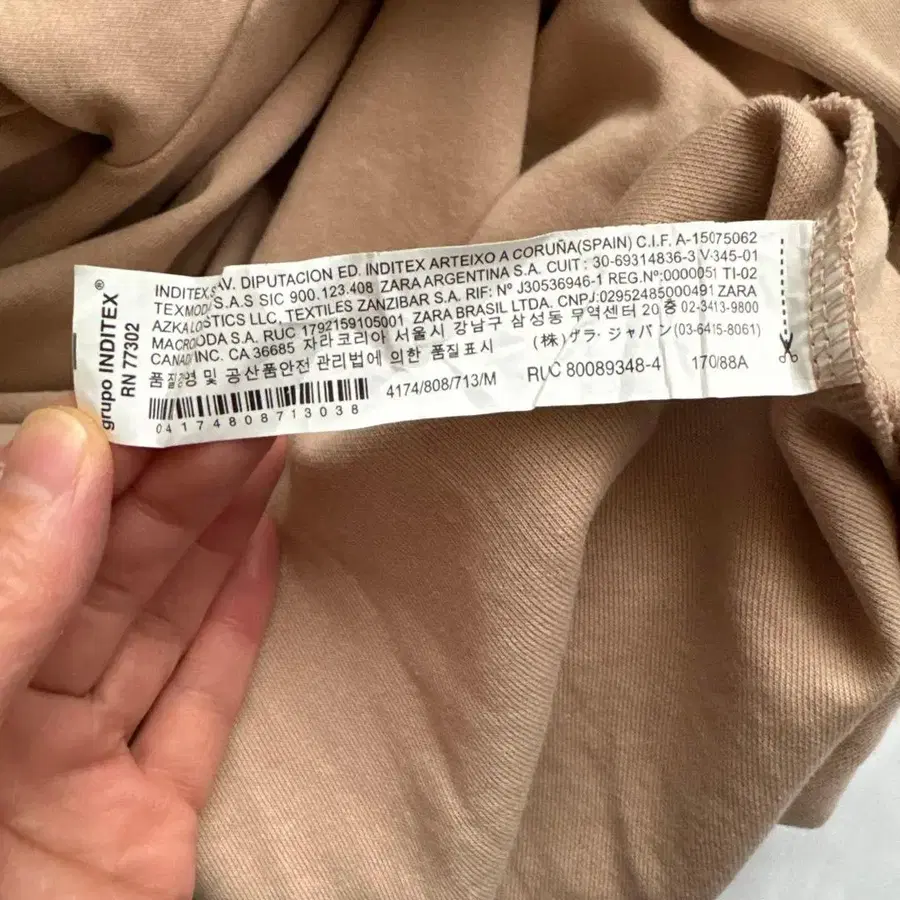 grupo INDITEX®
RN 77302
INDITEX,S.AV. DIPUTACION ED. INDITEX ARTEIXO A CORUÑA(SPAIN) C.I.F. A-15075062
TEXMODA S.A.S SIC 900.123.408 ZARA ARGENTINA S.A. CUIT : 30-69314836-3 V-345-01
AZKA LOGISTICS LLC, TEXTILES ZANZIBAR S.A. RIF: Nº J30536946-1 REG.Nº:0000051 TI-02
MACROMODA S.A. RUC 1792159105001 ZARA BRASIL LTDA. CNPJ:02952485000491 ZARA
CANADA INC. CA 36685 자라코리아 서울시 강남구 삼성동 무역센터 20층 02-3413-9800
품질경영 및 공산품안전 관리법에 의한 품질표시 (株)ザラ・ジャパン (03-6415-8061)
4174/808/713/M RUC 80089348-4 170/88A
04174808713038